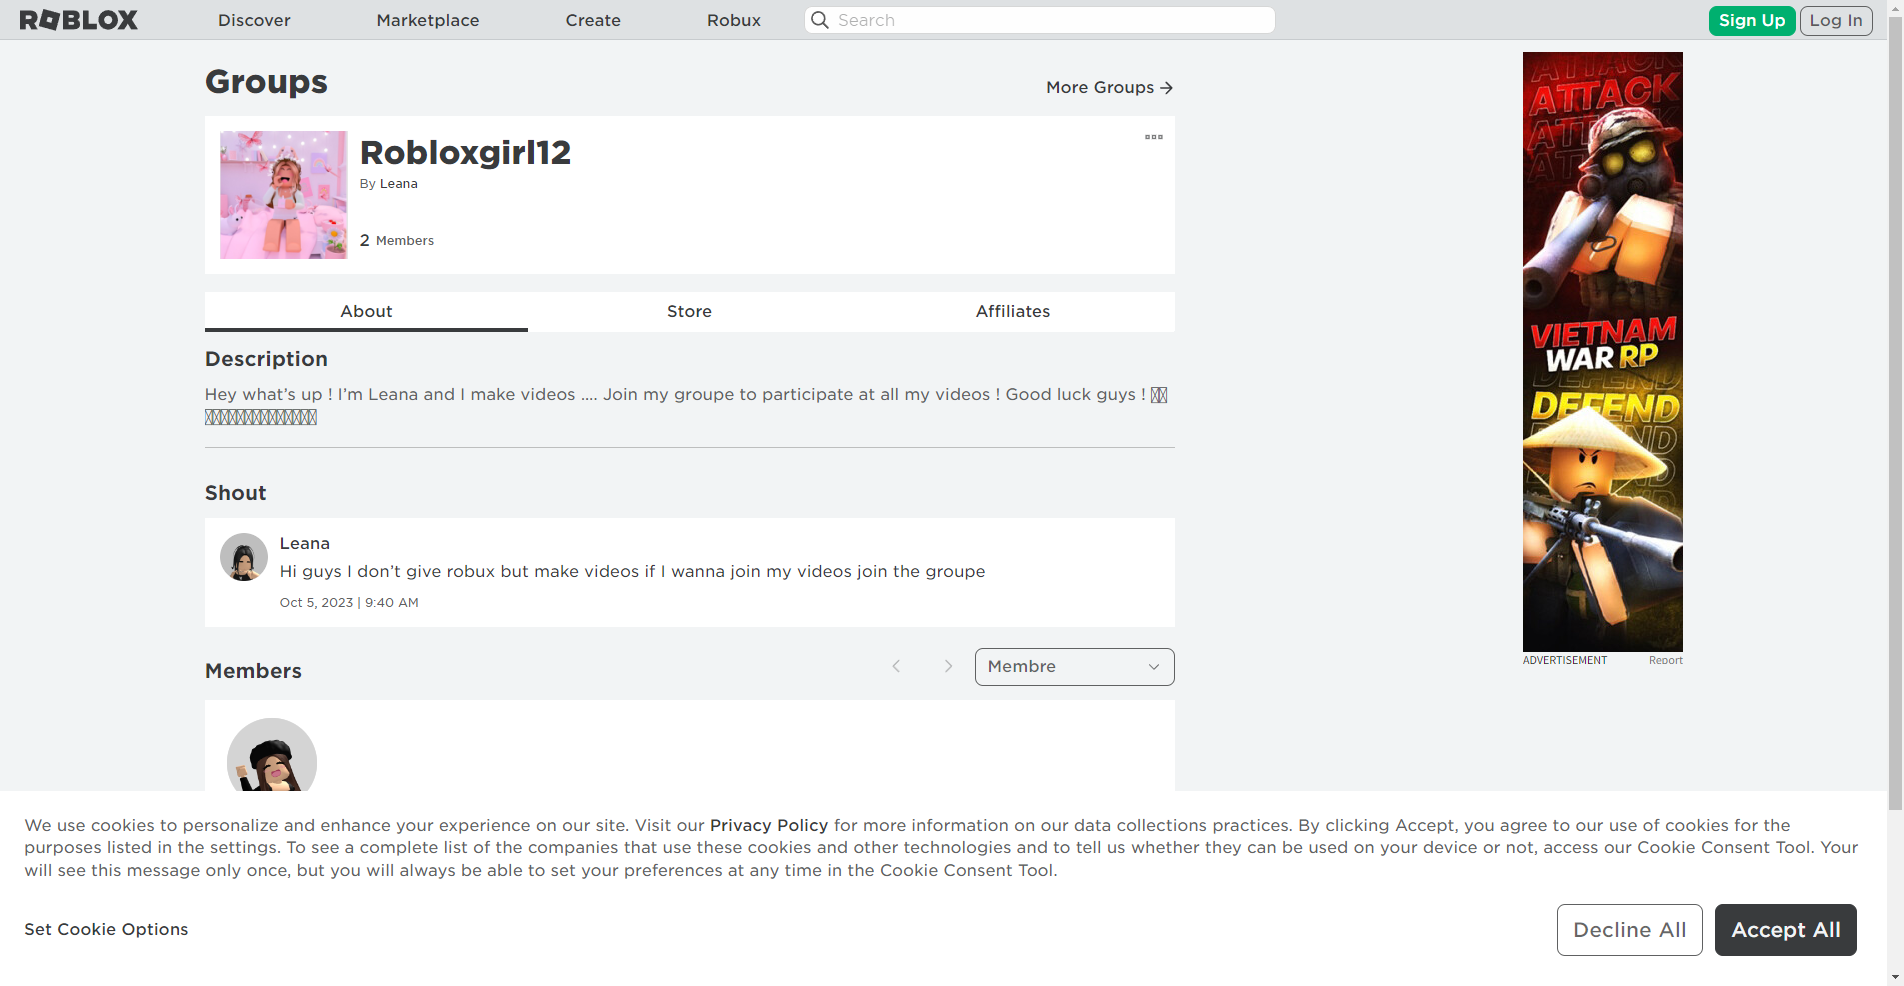 ROBLOX Discover Marketplace Create Robux Search Sign Up Log In
Groups
More Groups
Robloxgirl12
By Leana
2 Members
About Store Affiliates
Description
Hey what’s up ! I’m Leana and I make videos .... Join my groupe to participate at all my videos ! Good luck guys !
Shout
Leana
Hi guys I don’t give robux but make videos if I wanna join my videos join the groupe
Oct 5, 2023 | 9:40 AM
Members
Membre
ATTACK
ATTACK
ATTACK
VIETNAM
WAR RP
DEFEND
DEFEND
DEFEND
ADVERTISEMENT Report
We use cookies to personalize and enhance your experience on our site. Visit our Privacy Policy for more information on our data collections practices. By clicking Accept, you agree to our use of cookies for the
purposes listed in the settings. To see a complete list of the companies that use these cookies and other technologies and to tell us whether they can be used on your device or not, access our Cookie Consent Tool. Your
will see this message only once, but you will always be able to set your preferences at any time in the Cookie Consent Tool.
Set Cookie Options
Decline All
Accept All